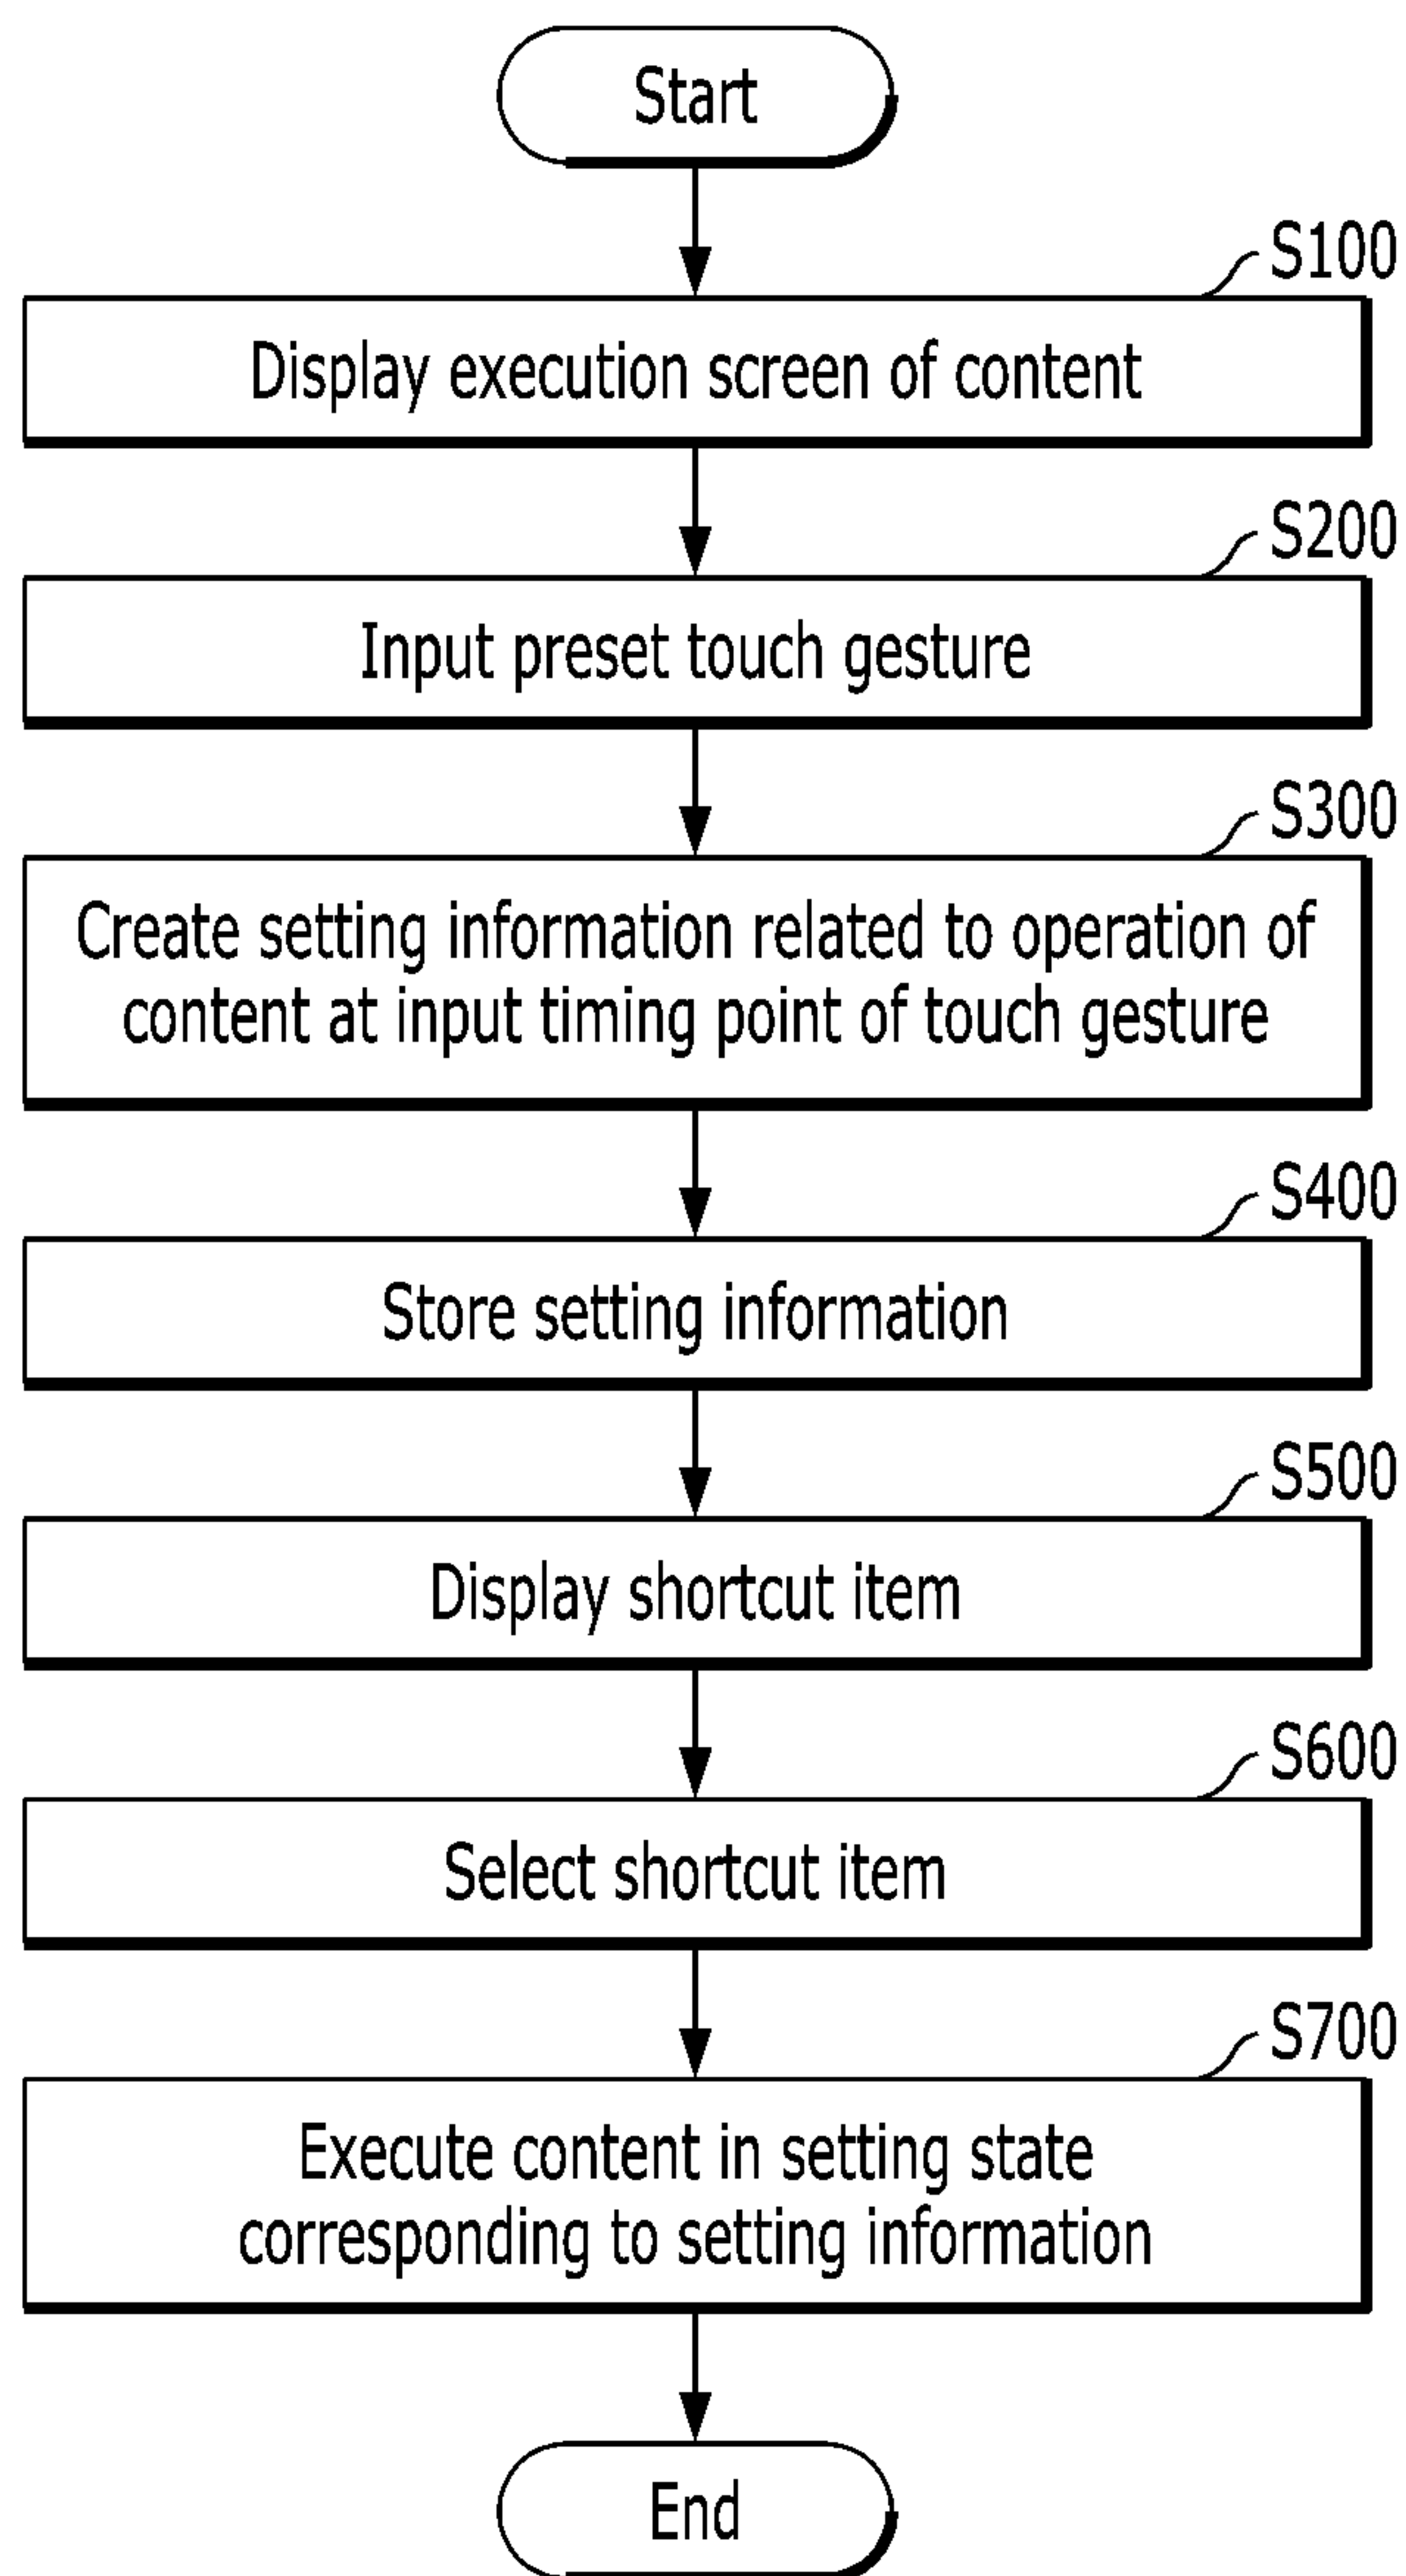 Start
S100
Display execution screen of content
S200
Input preset touch gesture
S300
Create setting information related to operation of
content at input timing point of touch gesture
S400
Store setting information
S500
Display shortcut item
S600
Select shortcut item
S700
Execute content in setting state
corresponding to setting information
End